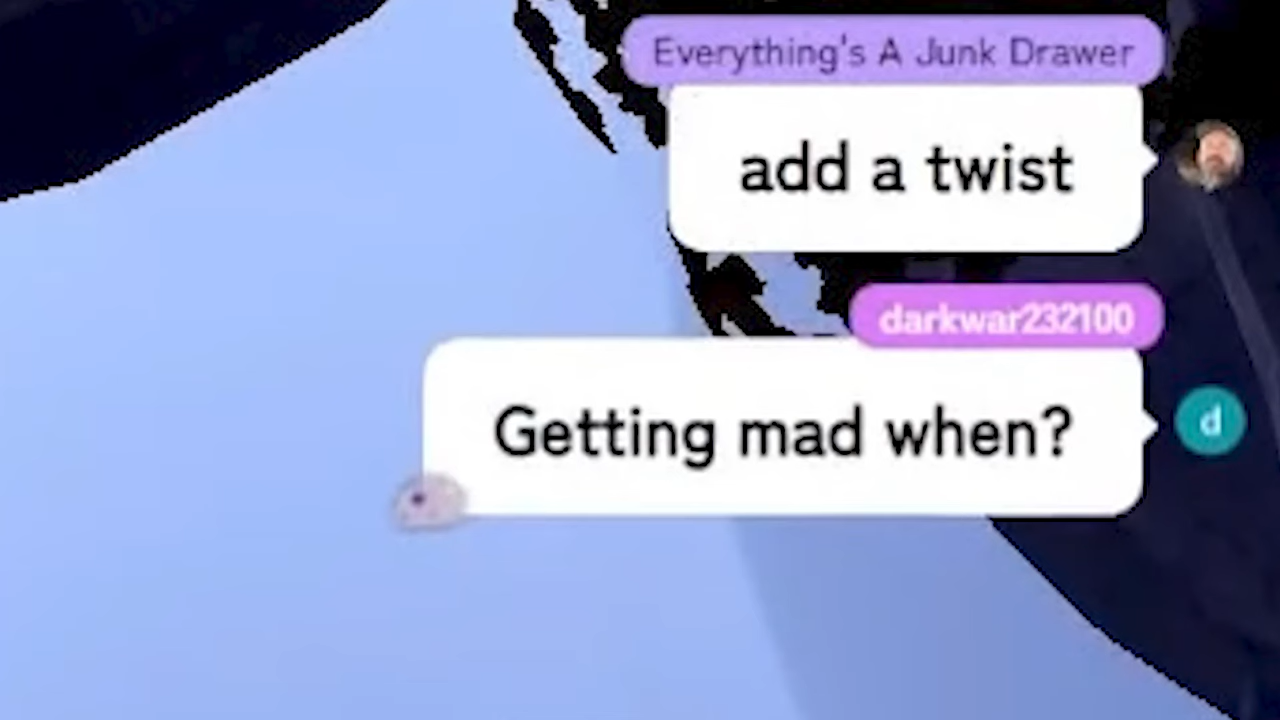 Everything's A Junk Drawer
add a twist
darkwar232100
Getting mad when?
d